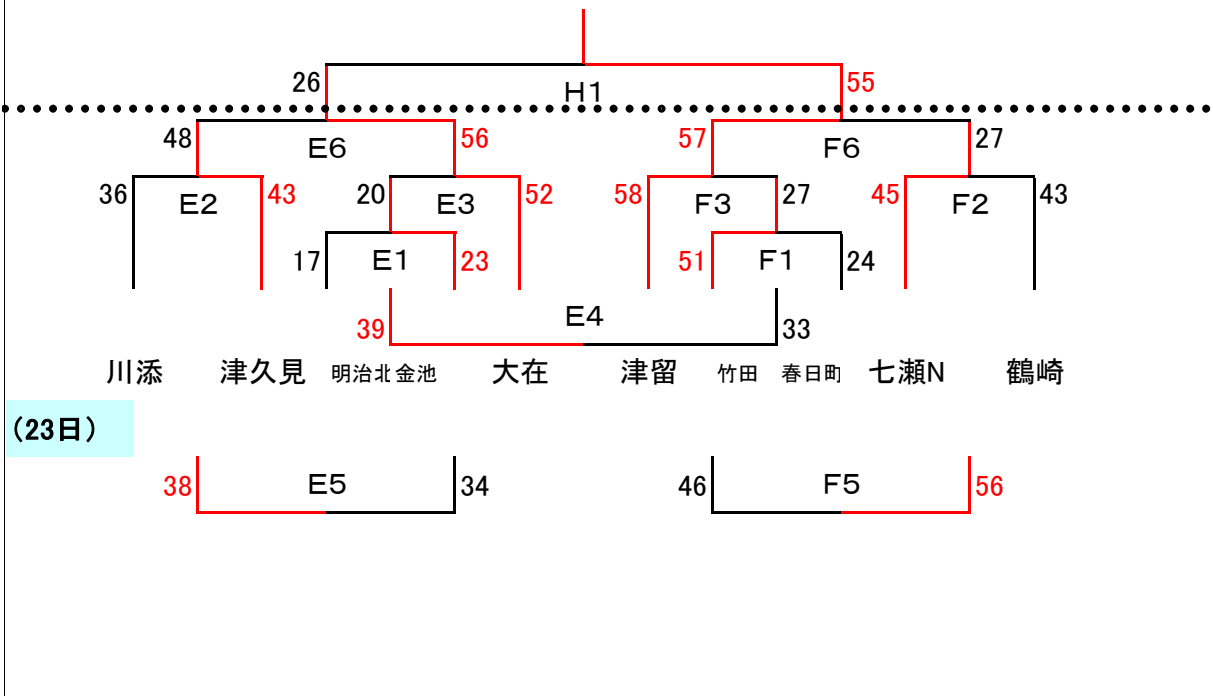 26 H1 55
48 E6 56 57 F6 27
36 E2 43 20 E3 52 58 F3 27 45 F2 43
17 E1 23 51 F1 24
39 E4 33
川添 津久見 明治北 金池 大在 津留 竹田 春日町 七瀬N 鶴崎
（23日）
38 E5 34 46 F5 56